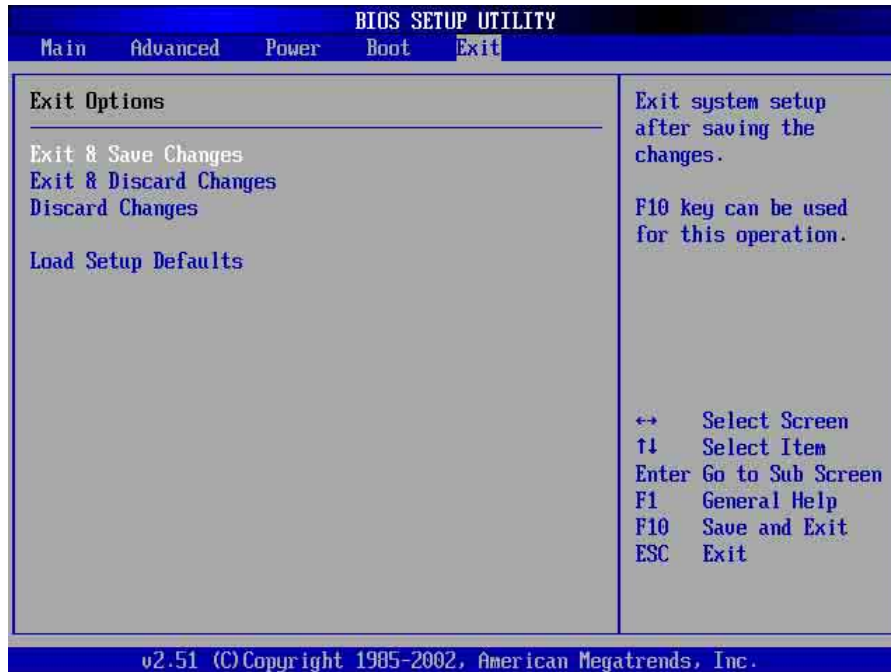 BIOS SETUP UTILITY
Main Advanced Power Boot Exit
Exit Options
Exit & Save Changes
Exit & Discard Changes
Discard Changes
Load Setup Defaults
Exit system setup
after saving the
changes.
F10 key can be used
for this operation.
↔ Select Screen
↑↓ Select Item
Enter Go to Sub Screen
F1 General Help
F10 Save and Exit
ESC Exit
v2.51 (C)Copyright 1985-2002, American Megatrends, Inc.